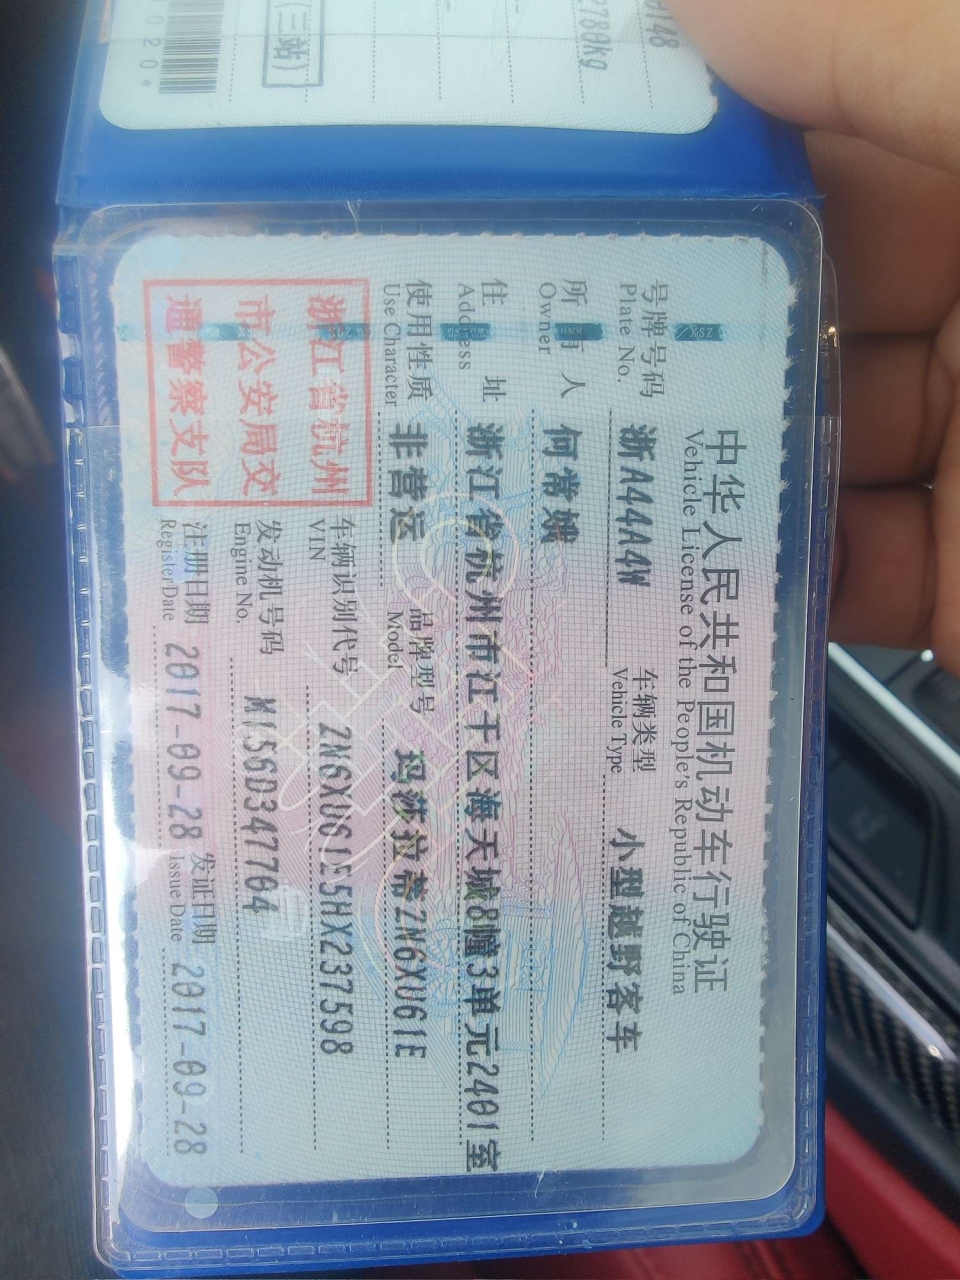 中华人民共和国机动车行驶证
Vehicle License of the People's Republic of China
号牌号码 浙A44A4W 车辆类型 小型越野客车
Plate No. Vehicle Type
所有人 何常娥
Owner
住址 浙江省杭州市江干区海天城8幢3单元2401室
Address
使用性质 非营运 品牌型号 玛莎拉蒂ZN6XU61E
Use Character Model
浙江省杭州
市公安局交
通警察支队
车辆识别代号 ZN6XU61E5HX237598
VIN
发动机号码 M156D347704
Engine No.
注册日期 2017-09-28 发证日期 2017-09-28
Register Date Issue Date
2780kg
(三站)
020*